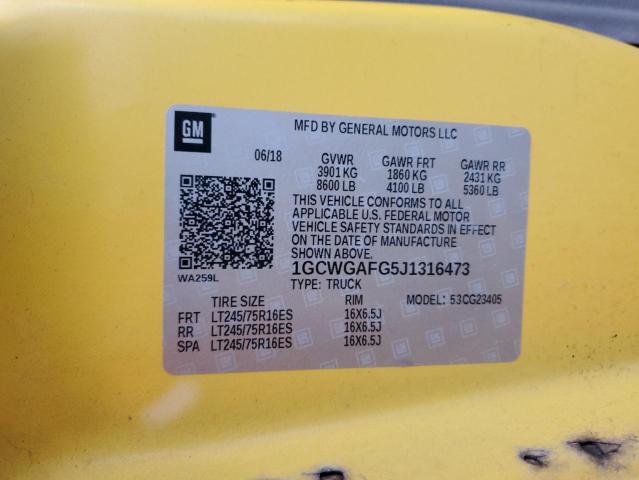 GM
MFD BY GENERAL MOTORS LLC
06/18 GVWR GAWR FRT GAWR RR
3901 KG 1860 KG 2431 KG
8600 LB 4100 LB 5360 LB
THIS VEHICLE CONFORMS TO ALL
APPLICABLE U.S. FEDERAL MOTOR
VEHICLE SAFETY STANDARDS IN EFFECT
ON THE DATE OF MANUFACTURE
SHOWN ABOVE.
1GCWGAFG5J1316473
WA259L
TYPE: TRUCK
TIRE SIZE RIM MODEL: 53CG23405
FRT LT245/75R16ES 16X6.5J
RR LT245/75R16ES 16X6.5J
SPA LT245/75R16ES 16X6.5J